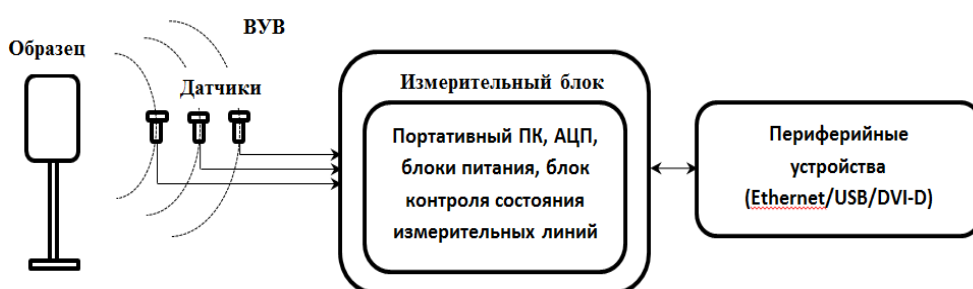 ВУВ
Образец
Датчики
Измерительный блок
Портативный ПК, АЦП,
блоки питания, блок
контроля состояния
измерительных линий
Периферийные
устройства
(Ethernet/USB/DVI-D)